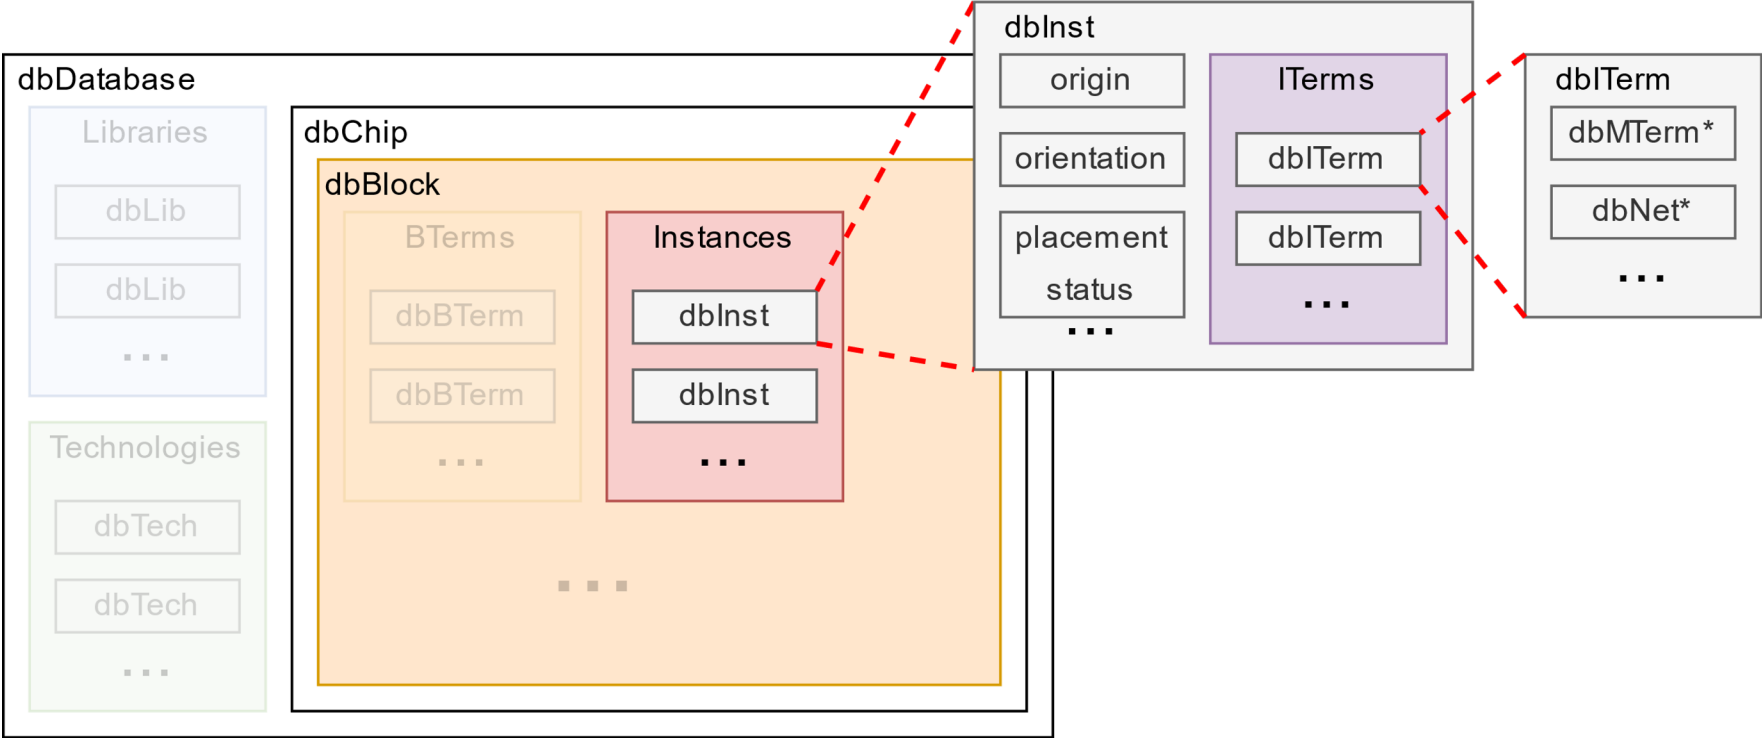 dbDatabase
Libraries
dbLib
dbLib
...
Technologies
dbTech
dbTech
...
dbChip
dbBlock
BTerms
dbBTerm
dbBTerm
...
Instances
dbInst
dbInst
...
...
dbInst
origin
orientation
placement
status
...
ITerms
dbITerm
dbITerm
...
dbITerm
dbMTerm*
dbNet*
...